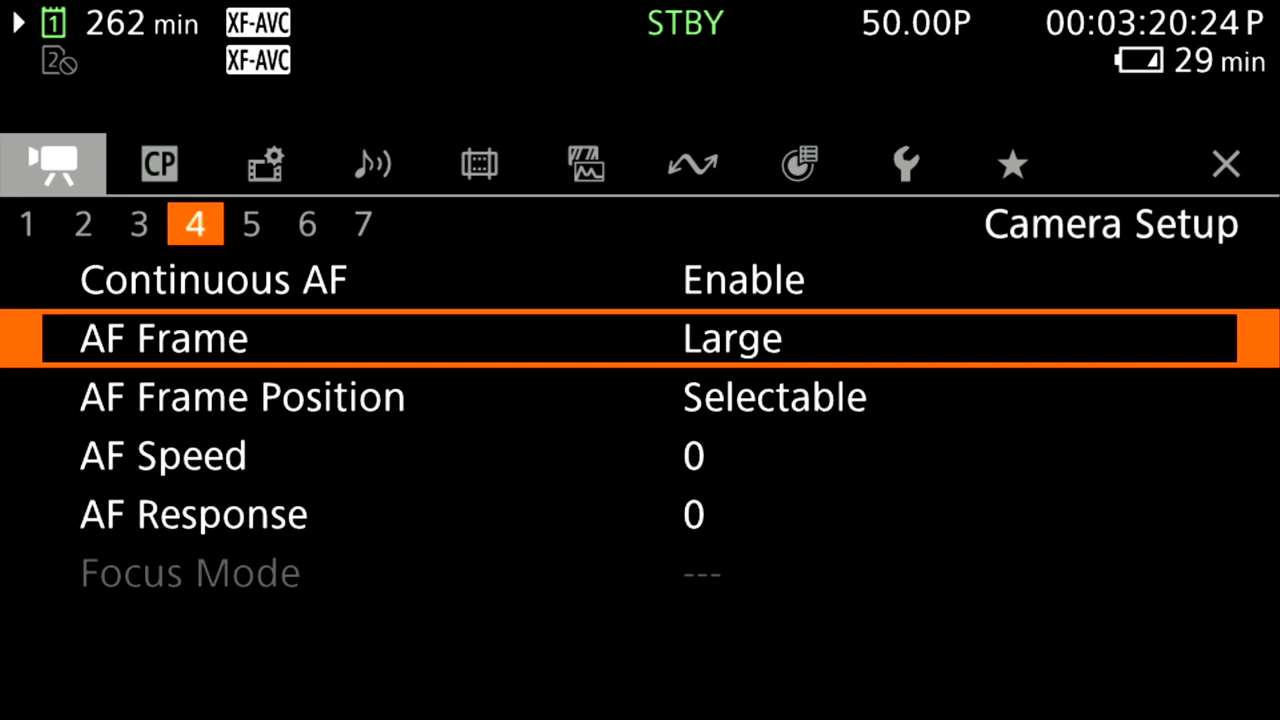 1 262 min XF-AVC STBY 50.00P 00:03:20:24 P
2 XF-AVC 29 min
CP
1 2 3 4 5 6 7 Camera Setup
Continuous AF Enable
AF Frame Large
AF Frame Position Selectable
AF Speed 0
AF Response 0
Focus Mode ---